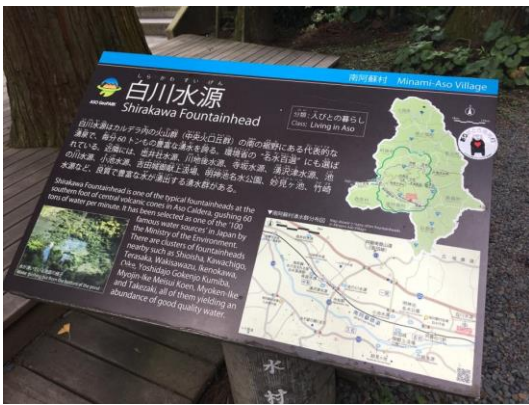 南阿蘇村 Minami-Aso Village
ASO GEOPARK
しらかわすいげん
白川水源
Shirakawa Fountainhead
分類：人びとの暮らし
Class: Living in Aso
白川水源はカルデラ内の火山群（中央火口丘群）の南の裾野にある代表的な
湧泉で、毎分60トンもの豊富な湧水を誇る。環境省の“名水百選”にも選ば
れている。近隣には、塩井社水源、川地後水源、寺坂水源、湧沢津水源、池
の川水源、小池水源、吉田城御献上汲場、明神池名水公園、妙見ヶ池、竹崎
水源など、良質で豊富な水が湧出する湧水群がある。
Shirakawa Fountainhead is one of the typical fountainheads at the
southern foot of central volcanic cones in Aso Caldera, gushing 60
tons of water per minute. It has been selected as one of the '100
famous water sources' in Japan by
the Ministry of the Environment.
There are clusters of fountainheads
nearby such as Shioisha, Kawachigo,
Terasaka, Wakisawazu, Ikenokawa,
Oike, Yoshidajo Gokenjo Kumiba,
Myojin-ike Meisui Koen, Myoken-ike
and Takezaki, all of them yielding an
abundance of good quality water.
南阿蘇村湧水群分布図
水
村